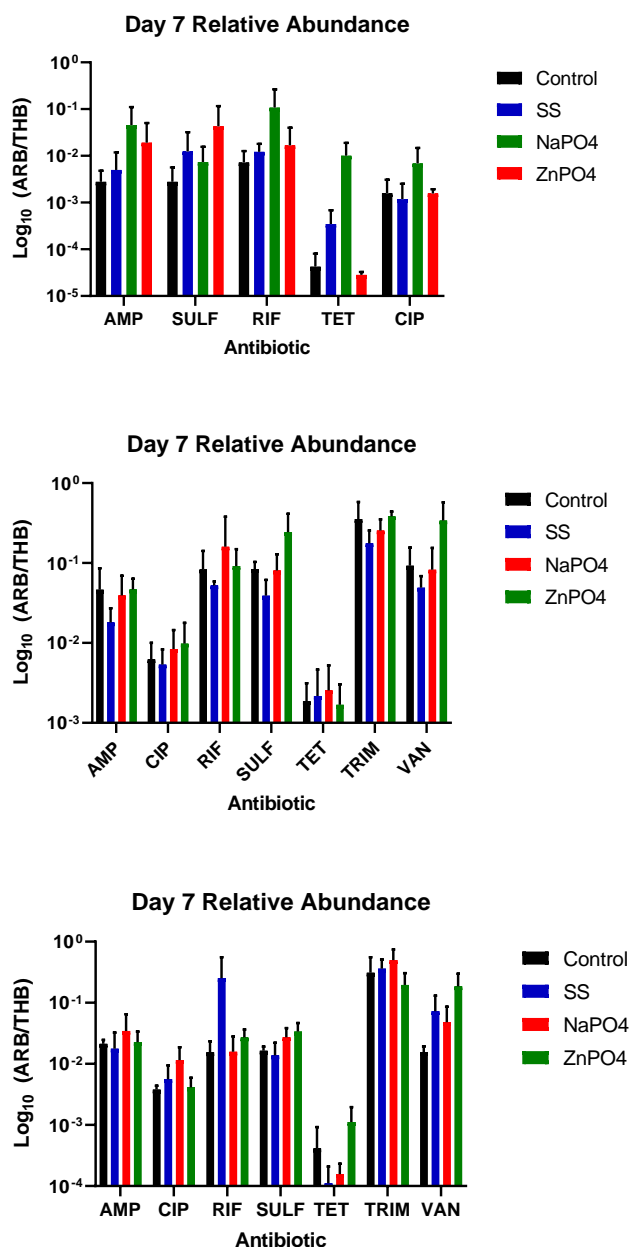 Day 7 Relative Abundance
Log₁₀ (ARB/THB)
10⁰
10⁻¹
10⁻²
10⁻³
10⁻⁴
10⁻⁵
AMP SULF RIF TET CIP
Antibiotic
Control
SS
NaPO4
ZnPO4
Day 7 Relative Abundance
Log₁₀ (ARB/THB)
10⁰
10⁻¹
10⁻²
10⁻³
AMP CIP RIF SULF TET TRIM VAN
Antibiotic
Control
SS
NaPO4
ZnPO4
Day 7 Relative Abundance
Log₁₀ (ARB/THB)
10⁰
10⁻¹
10⁻²
10⁻³
10⁻⁴
AMP CIP RIF SULF TET TRIM VAN
Antibiotic
Control
SS
NaPO4
ZnPO4